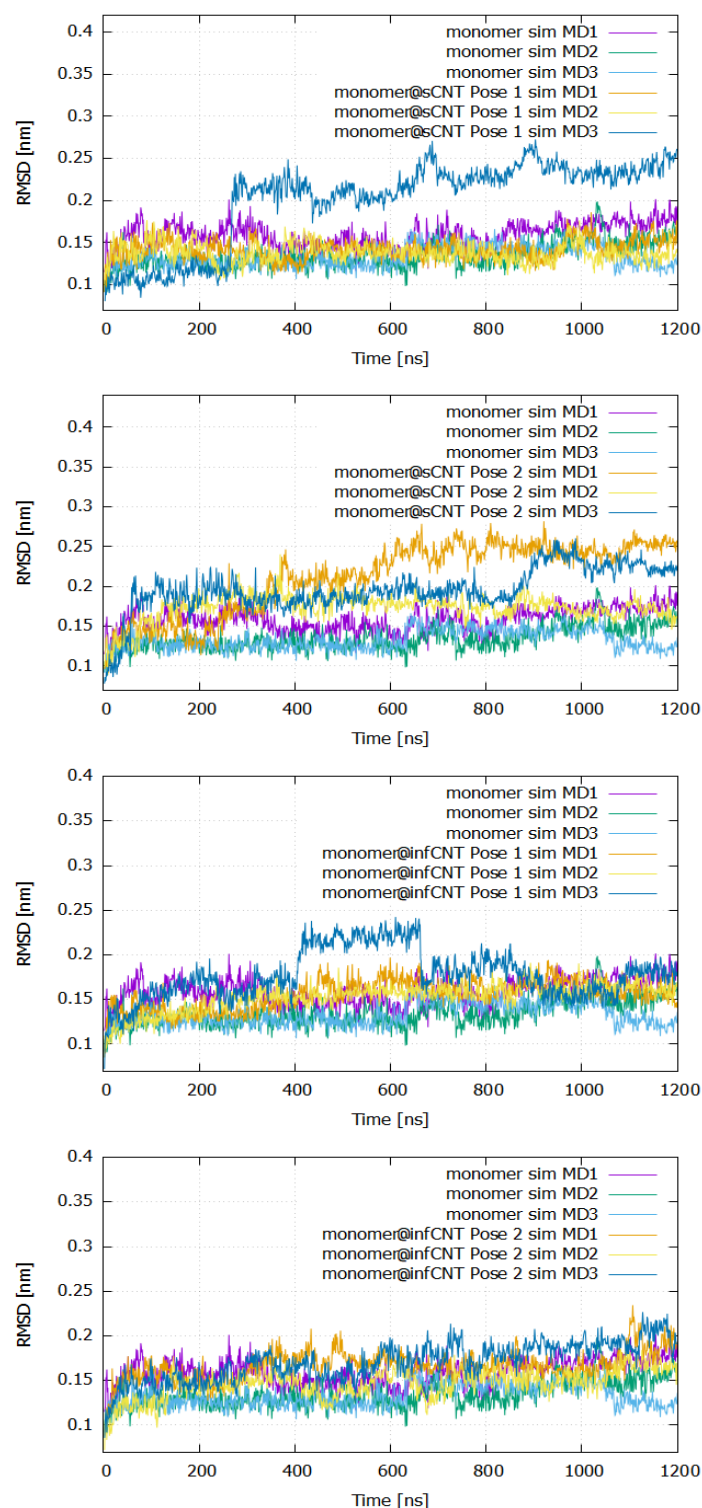 0.4
0.35
0.3
0.25
0.2
0.15
0.1
RMSD [nm]
monomer sim MD1
monomer sim MD2
monomer sim MD3
monomer@sCNT Pose 1 sim MD1
monomer@sCNT Pose 1 sim MD2
monomer@sCNT Pose 1 sim MD3
0 200 400 600 800 1000 1200
Time [ns]
0.4
0.35
0.3
0.25
0.2
0.15
0.1
RMSD [nm]
monomer sim MD1
monomer sim MD2
monomer sim MD3
monomer@sCNT Pose 2 sim MD1
monomer@sCNT Pose 2 sim MD2
monomer@sCNT Pose 2 sim MD3
0 200 400 600 800 1000 1200
Time [ns]
0.4
0.35
0.3
0.25
0.2
0.15
0.1
RMSD [nm]
monomer sim MD1
monomer sim MD2
monomer sim MD3
monomer@infCNT Pose 1 sim MD1
monomer@infCNT Pose 1 sim MD2
monomer@infCNT Pose 1 sim MD3
0 200 400 600 800 1000 1200
Time [ns]
0.4
0.35
0.3
0.25
0.2
0.15
0.1
RMSD [nm]
monomer sim MD1
monomer sim MD2
monomer sim MD3
monomer@infCNT Pose 2 sim MD1
monomer@infCNT Pose 2 sim MD2
monomer@infCNT Pose 2 sim MD3
0 200 400 600 800 1000 1200
Time [ns]